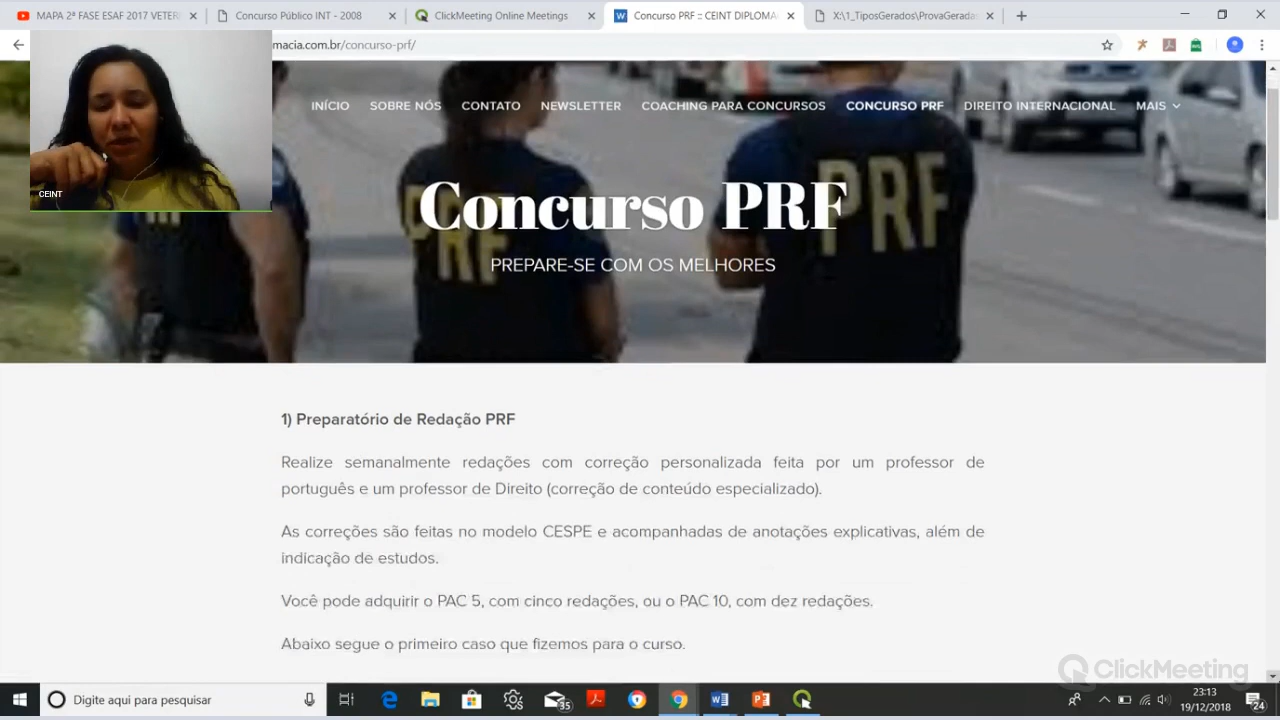 MAPA 2ª FASE ESAF 2017 VETERI
Concurso Público INT - 200
ClickMeeting Online Meetings
Concurso PRF :: CEINT DIPLOMA
X:\1_TiposGerados\ProvaGerada
macia.com.br/concurso-prf/
INÍCIO SOBRE NÓS CONTATO NEWSLETTER COACHING PARA CONCURSOS CONCURSO PRF DIREITO INTERNACIONAL MAIS
CEINT
Concurso PRF
PRF
PRF
PREPARE-SE COM OS MELHORES
1) Preparatório de Redação PRF
Realize semanalmente redações com correção personalizada feita por um professor de
português e um professor de Direito (correção de conteúdo especializado).
As correções são feitas no modelo CESPE e acompanhadas de anotações explicativas, além de
indicação de estudos.
Você pode adquirir o PAC 5, com cinco redações, ou o PAC 10, com dez redações.
Abaixo segue o primeiro caso que fizemos para o curso.
ClickMeeting
Digite aqui para pesquisar
35
23:13
19/12/2018
24